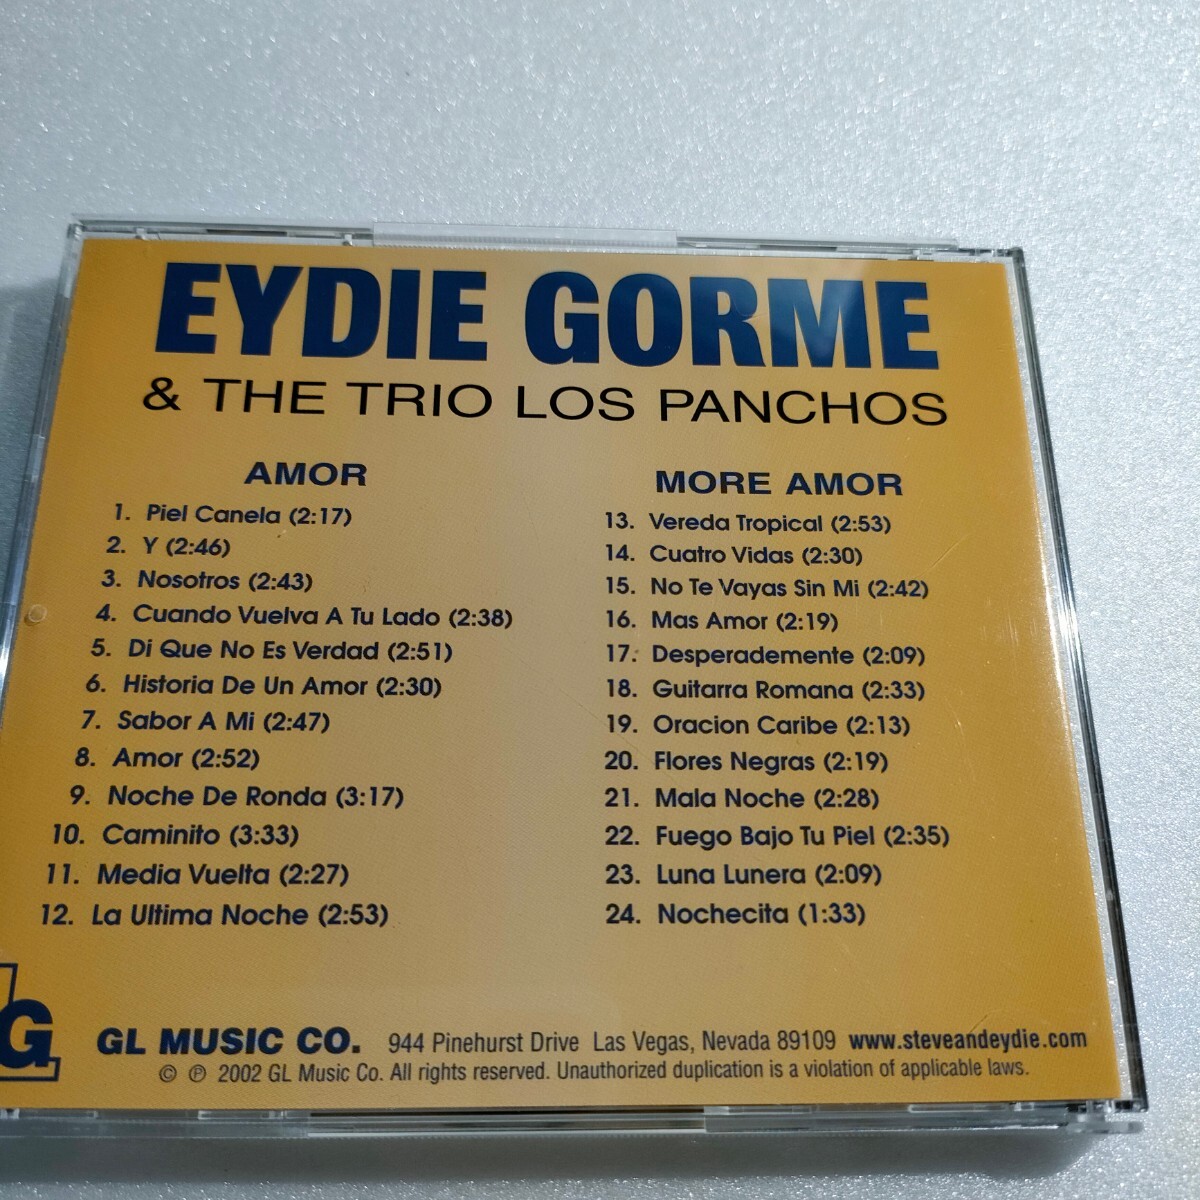 EYDIE GORME
& THE TRIO LOS PANCHOS
AMOR
1. Piel Canela (2:17)
2. Y (2:46)
3. Nosotros (2:43)
4. Cuando Vuelva A Tu Lado (2:38)
5. Di Que No Es Verdad (2:51)
6. Historia De Un Amor (2:30)
7. Sabor A Mi (2:47)
8. Amor (2:52)
9. Noche De Ronda (3:17)
10. Caminito (3:33)
11. Media Vuelta (2:27)
12. La Ultima Noche (2:53)
MORE AMOR
13. Vereda Tropical (2:53)
14. Cuatro Vidas (2:30)
15. No Te Vayas Sin Mi (2:42)
16. Mas Amor (2:19)
17. Desperademente (2:09)
18. Guitarra Romana (2:33)
19. Oracion Caribe (2:13)
20. Flores Negras (2:19)
21. Mala Noche (2:28)
22. Fuego Bajo Tu Piel (2:35)
23. Luna Lunera (2:09)
24. Nochecita (1:33)
G
GL MUSIC CO. 944 Pinehurst Drive Las Vegas, Nevada 89109 www.steveandeydie.com
© ℗ 2002 GL Music Co. All rights reserved. Unauthorized duplication is a violation of applicable laws.